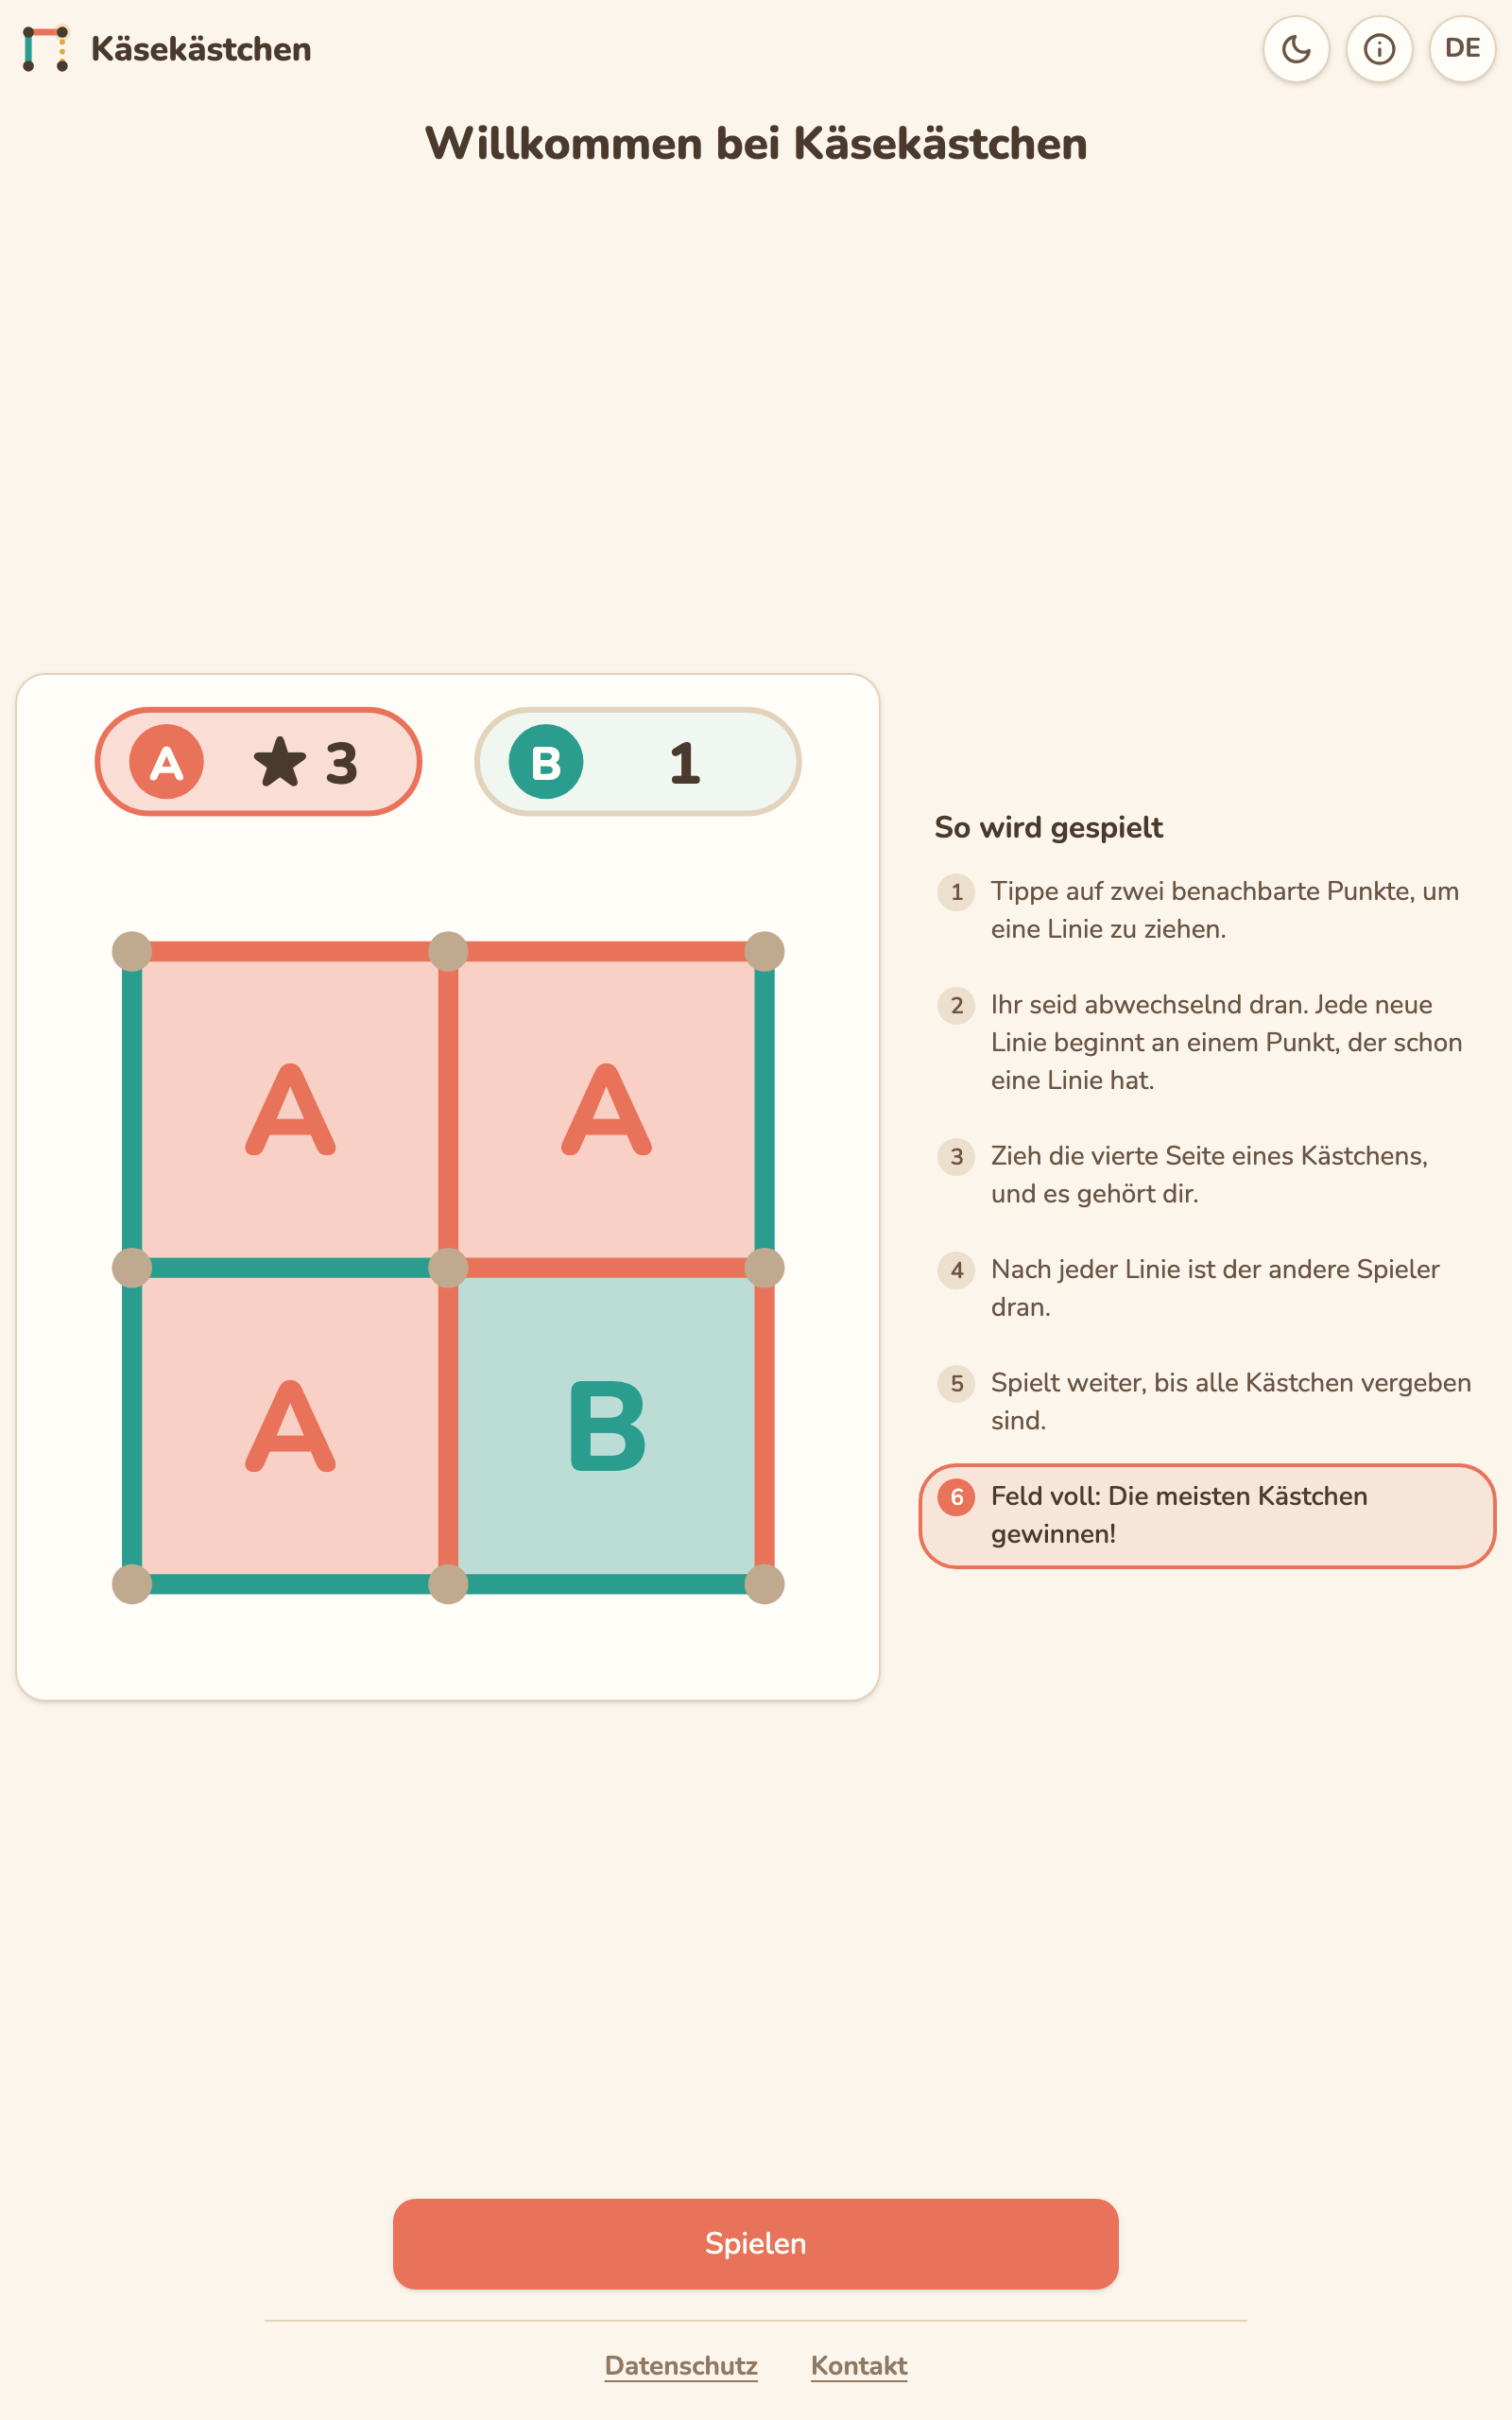 Käsekästchen
DE
Willkommen bei Käsekästchen
A ★ 3
B 1
A A
A B
So wird gespielt
1 Tippe auf zwei benachbarte Punkte, um
eine Linie zu ziehen.
2 Ihr seid abwechselnd dran. Jede neue
Linie beginnt an einem Punkt, der schon
eine Linie hat.
3 Zieh die vierte Seite eines Kästchens,
und es gehört dir.
4 Nach jeder Linie ist der andere Spieler
dran.
5 Spielt weiter, bis alle Kästchen vergeben
sind.
6 Feld voll: Die meisten Kästchen
gewinnen!
Spielen
Datenschutz Kontakt